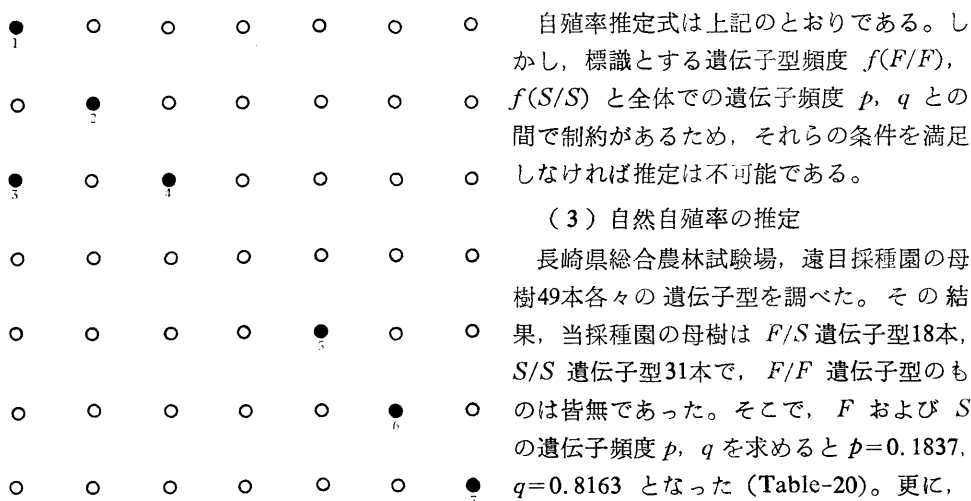 1
2
3
4
5
6
7
自殖率推定式は上記のとおりである。し
かし，標識とする遺伝子型頻度 f(F/F),
f(S/S) と全体での遺伝子頻度 p, q との
間で制約があるため，それらの条件を満足
しなければ推定は不可能である。
（3）自然自殖率の推定
長崎県総合農林試験場，遠目採種園の母
樹49本各々の遺伝子型を調べた。その結
果，当採種園の母樹は F/S 遺伝子型18本，
S/S 遺伝子型31本で，F/F 遺伝子型のも
のは皆無であった。そこで，F および S
の遺伝子頻度 p, q を求めると p=0.1837,
q=0.8163 となった (Table-20)。更に，